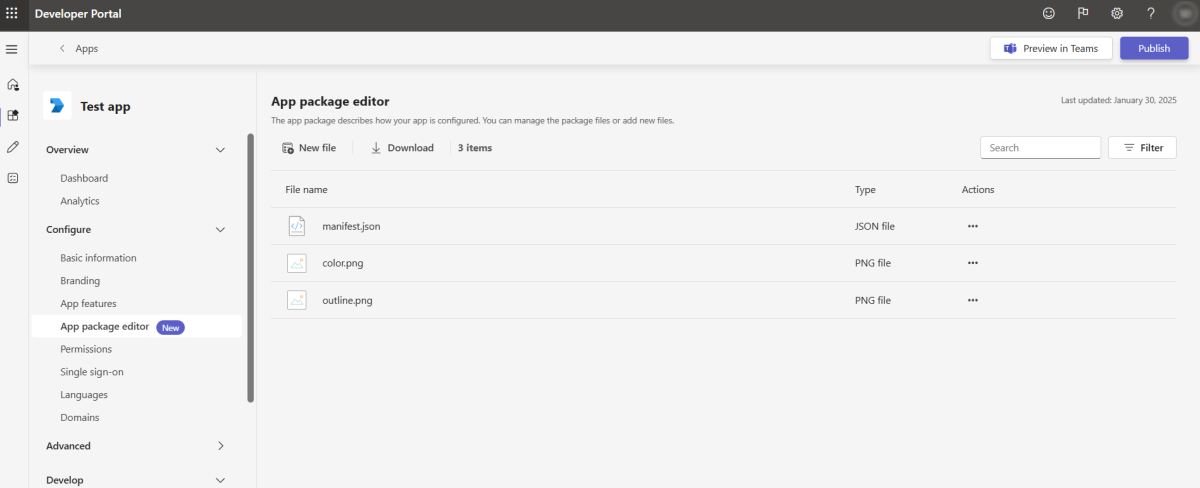 Developer Portal
?
Apps
Preview in Teams
Publish
Test app
Overview
Dashboard
Analytics
Configure
Basic information
Branding
App features
App package editor New
Permissions
Single sign-on
Languages
Domains
Advanced
Develop
App package editor
Last updated: January 30, 2025
The app package describes how your app is configured. You can manage the package files or add new files.
New file Download 3 items
Search
Filter
File name Type Actions
manifest.json JSON file •••
color.png PNG file •••
outline.png PNG file •••